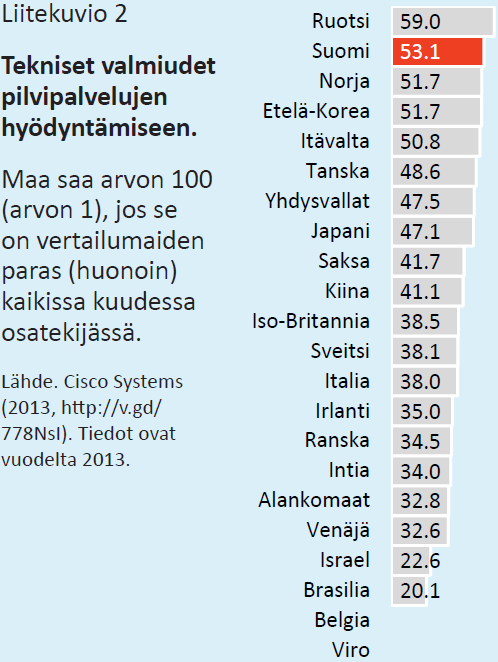 Liitekuvio 2
Tekniset valmiudet
pilvipalvelujen
hyödyntämiseen.
Maa saa arvon 100
(arvon 1), jos se
on vertailumaiden
paras (huonoin)
kaikissa kuudessa
osatekijässä.
Lähde. Cisco Systems
(2013, http://v.gd/
778NsI). Tiedot ovat
vuodelta 2013.
Ruotsi 59.0
Suomi 53.1
Norja 51.7
Etelä-Korea 51.7
Itävalta 50.8
Tanska 48.6
Yhdysvallat 47.5
Japani 47.1
Saksa 41.7
Kiina 41.1
Iso-Britannia 38.5
Sveitsi 38.1
Italia 38.0
Irlanti 35.0
Ranska 34.5
Intia 34.0
Alankomaat 32.8
Venäjä 32.6
Israel 22.6
Brasilia 20.1
Belgia
Viro